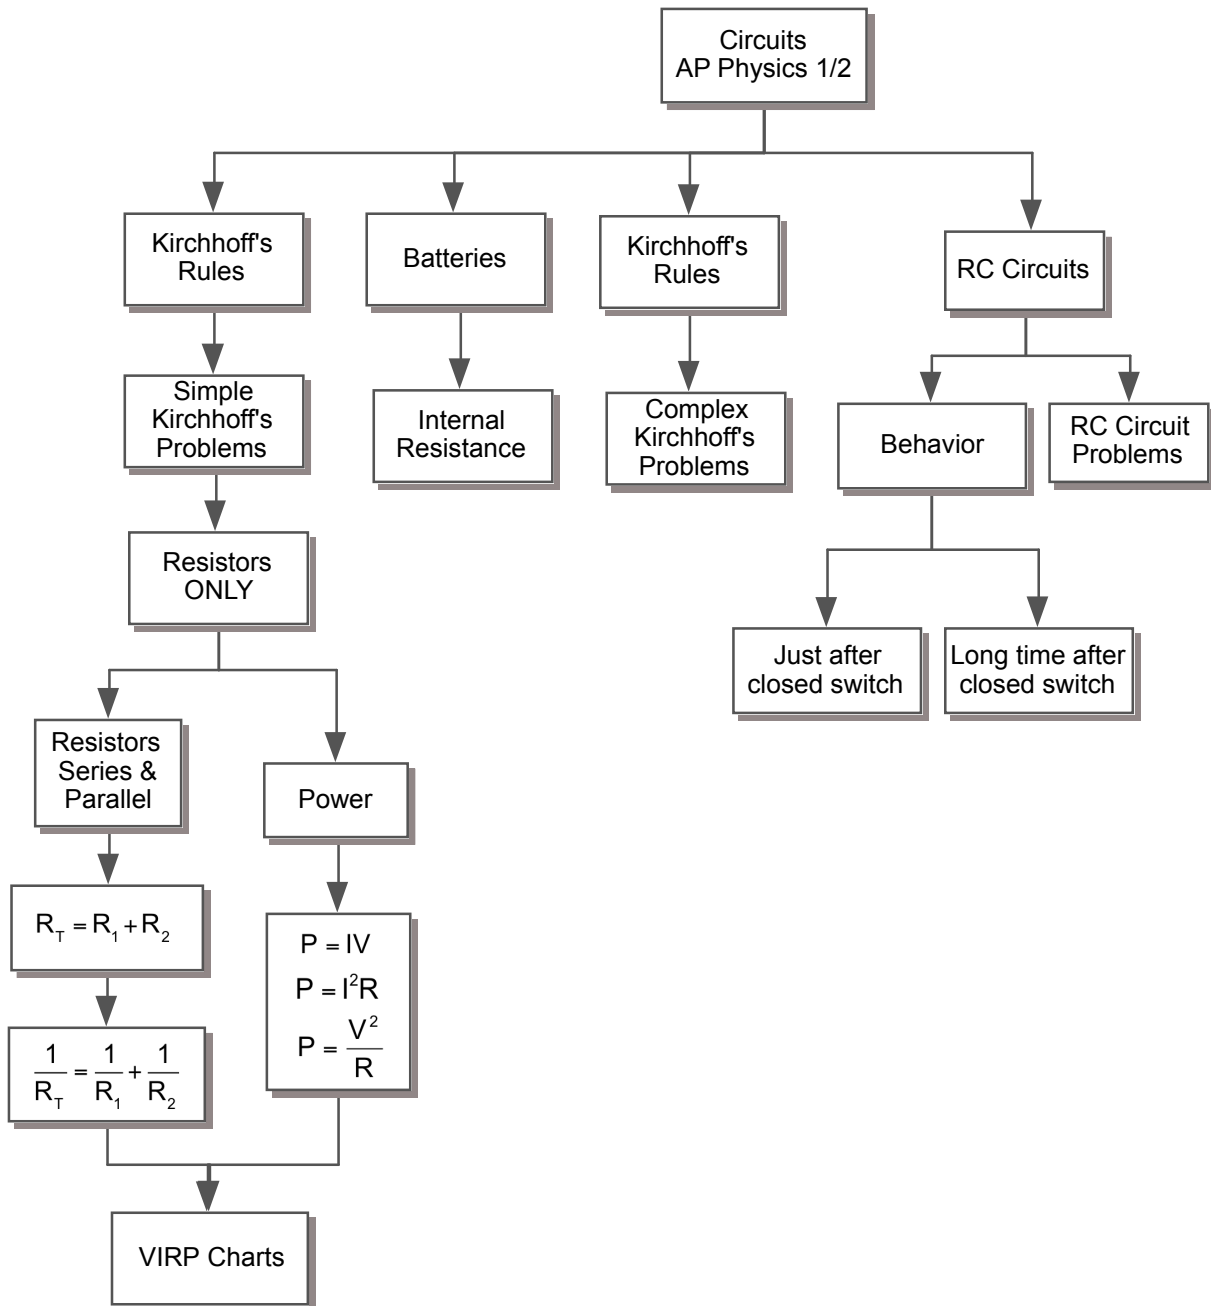 Circuits
AP Physics 1/2
Kirchhoff's
Rules
Batteries
Kirchhoff's
Rules
RC Circuits
Simple
Kirchhoff's
Problems
Internal
Resistance
Complex
Kirchhoff's
Problems
Behavior
RC Circuit
Problems
Resistors
ONLY
Just after
closed switch
Long time after
closed switch
Resistors
Series &
Parallel
Power
R_T = R_1 + R_2
P = IV
P = I²R
P = V²/R
1/R_T = 1/R_1 + 1/R_2
VIRP Charts